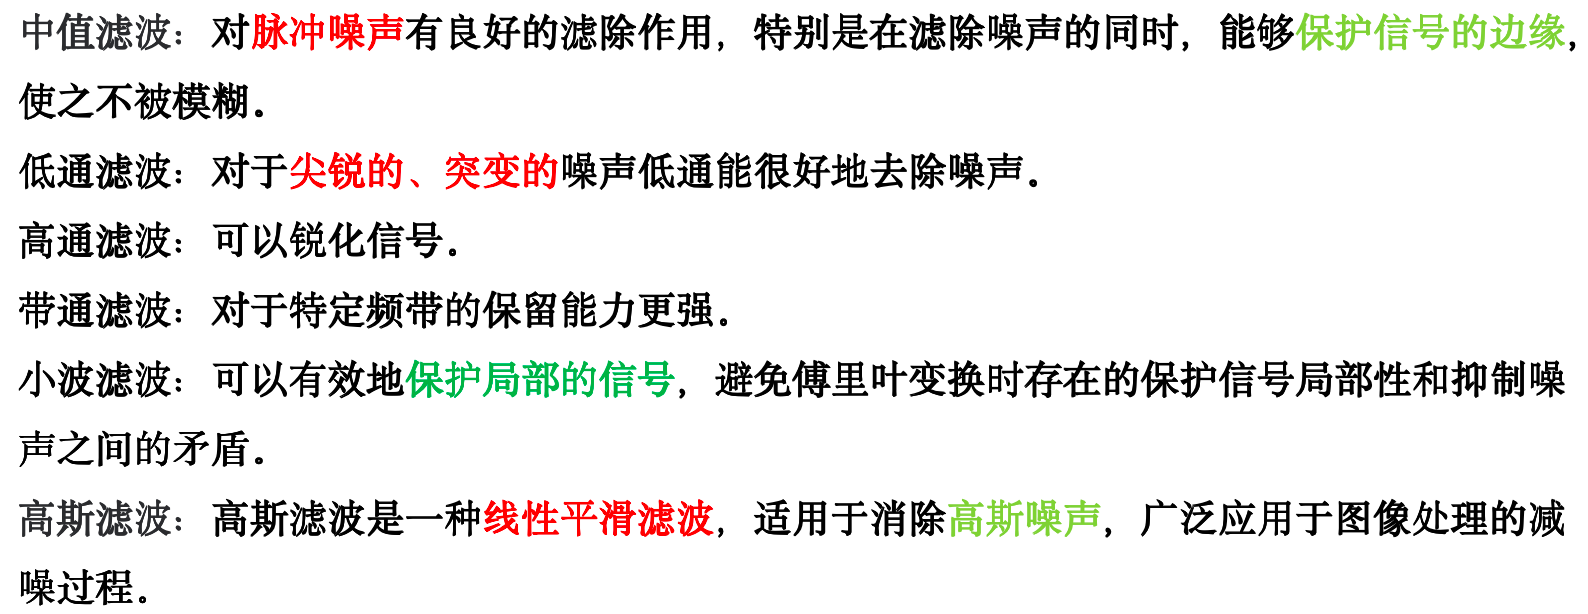 中值滤波：对脉冲噪声有良好的滤除作用，特别是在滤除噪声的同时，能够保护信号的边缘，
使之不被模糊．
低通滤波：对于尖锐的、突变的噪声低通能很好地去除噪声．
高通滤波：可以锐化信号．
带通滤波：对于特定频带的保留能力更强．
小波滤波：可以有效地保护局部的信号，避免傅里叶变换时存在的保护信号局部性和抑制噪
声之间的矛盾．
高斯滤波：高斯滤波是一种线性平滑滤波，适用于消除高斯噪声，广泛应用于图像处理的减
噪过程．